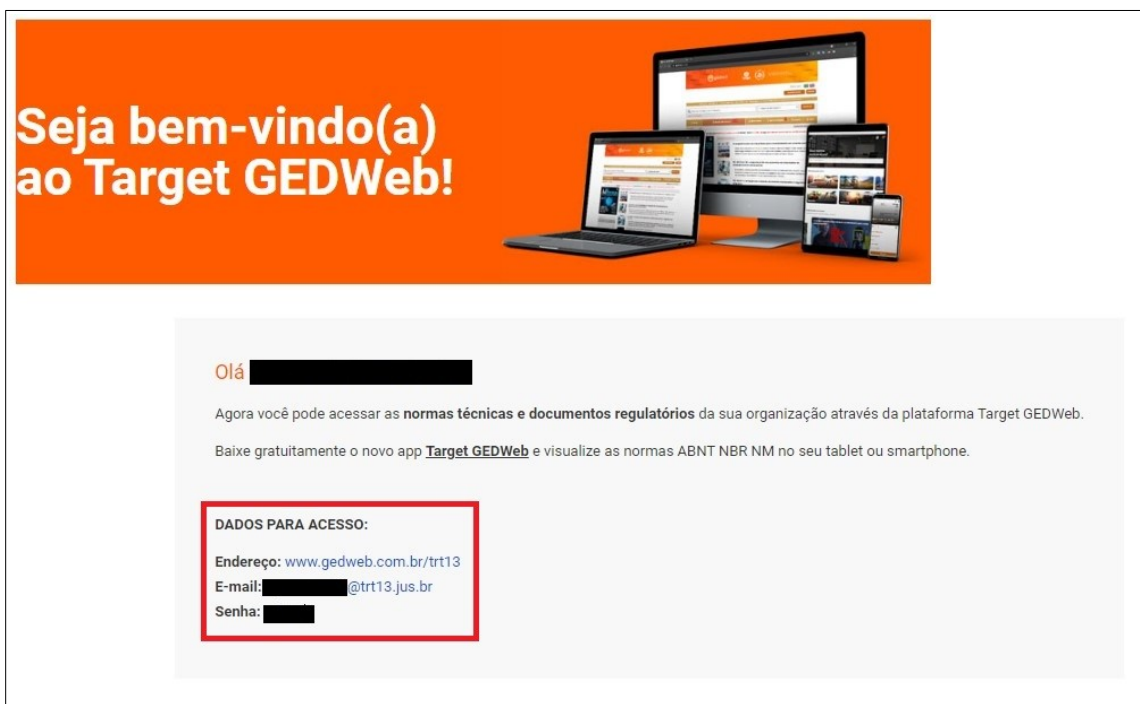 Seja bem-vindo(a)
ao Target GEDWeb!
Olá
Agora você pode acessar as normas técnicas e documentos regulatórios da sua organização através da plataforma Target GEDWeb.
Baixe gratuitamente o novo app Target GEDWeb e visualize as normas ABNT NBR NM no seu tablet ou smartphone.
DADOS PARA ACESSO:
Endereço: www.gedweb.com.br/trt13
E-mail: @trt13.jus.br
Senha: